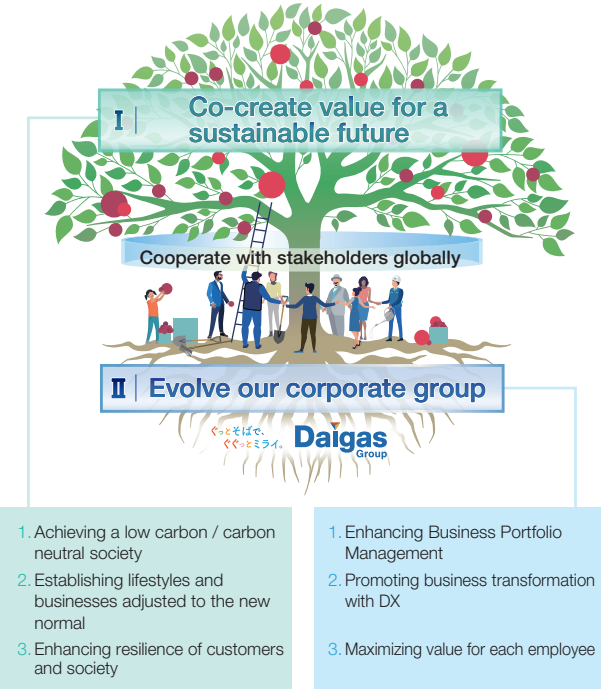 I
Co-create value for a
sustainable future
Cooperate with stakeholders globally
II
Evolve our corporate group
ぐっとそばで、
ぐぐっとミライ。
Daigas
Group
1. Achieving a low carbon / carbon
neutral society
2. Establishing lifestyles and
businesses adjusted to the new
normal
3. Enhancing resilience of customers
and society
1. Enhancing Business Portfolio
Management
2. Promoting business transformation
with DX
3. Maximizing value for each employee